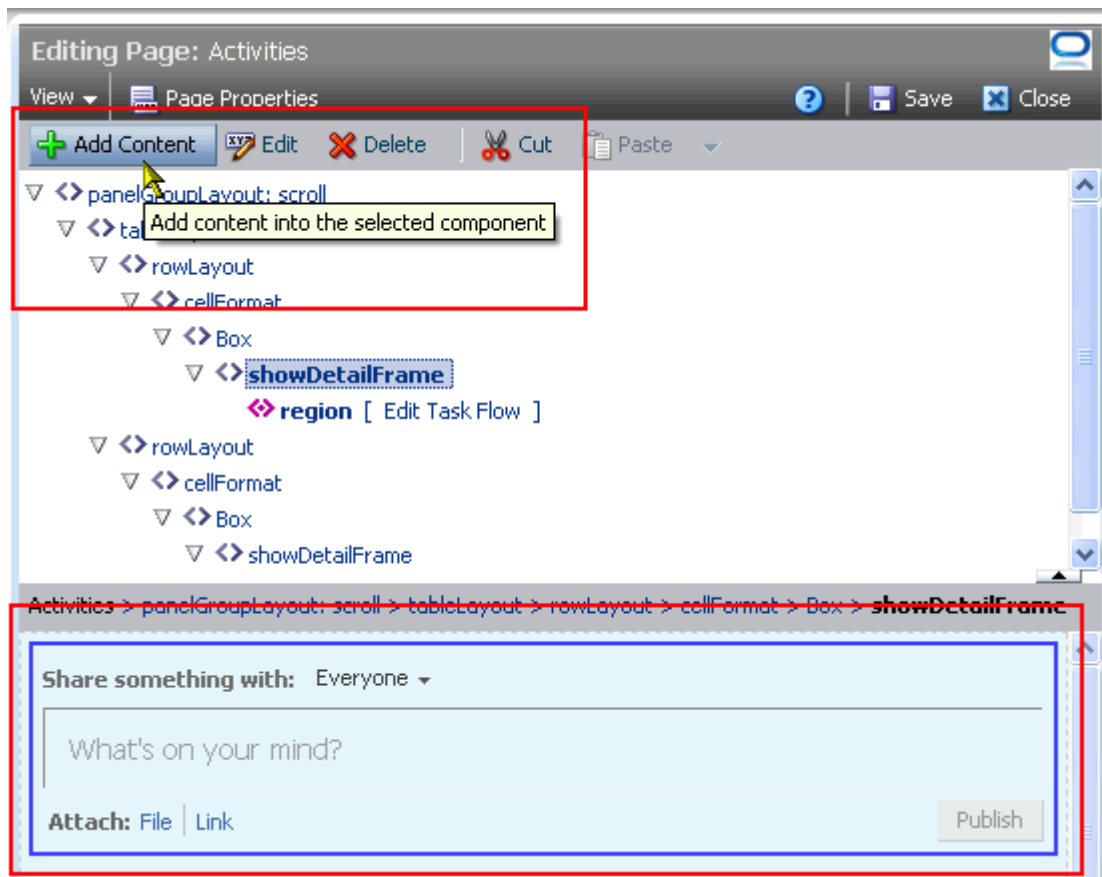 Editing Page: Activities
View Page Properties Save Close
Add Content Edit Delete Cut Paste
panelGroupLayout: scroll
Add content into the selected component
rowLayout
cellFormat
Box
showDetailFrame
region [ Edit Task Flow ]
rowLayout
cellFormat
Box
showDetailFrame
Activities > panelGroupLayout: scroll > tableLayout > rowLayout > cellFormat > Box > showDetailFrame
Share something with: Everyone
What's on your mind?
Attach: File Link
Publish